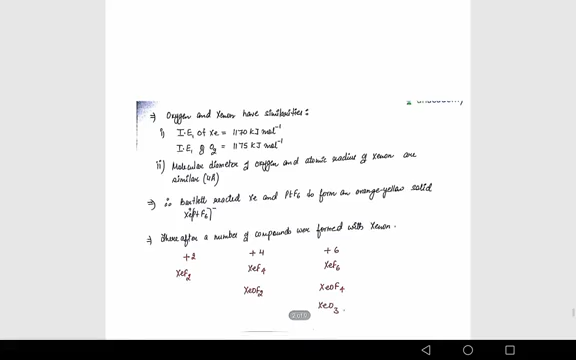 ⇒ Oxygen and Xenon have similarities:
i) I.E₁ of Xe = 1170 KJ mol⁻¹
I.E₁ of O₂ = 1175 KJ mol⁻¹
ii) Molecular diameter of oxygen and atomic radius of Xenon are
similar (4Å)
⇒ ∴ Bartlett reacted Xe and PtF₆ to form an orange-yellow solid
Xe⁺[PtF₆]⁻
⇒ There after a number of compounds were formed with Xenon.
+2 +4 +6
XeF₂ XeF₄ XeF₆
XeOF₂ XeOF₄
XeO₃.